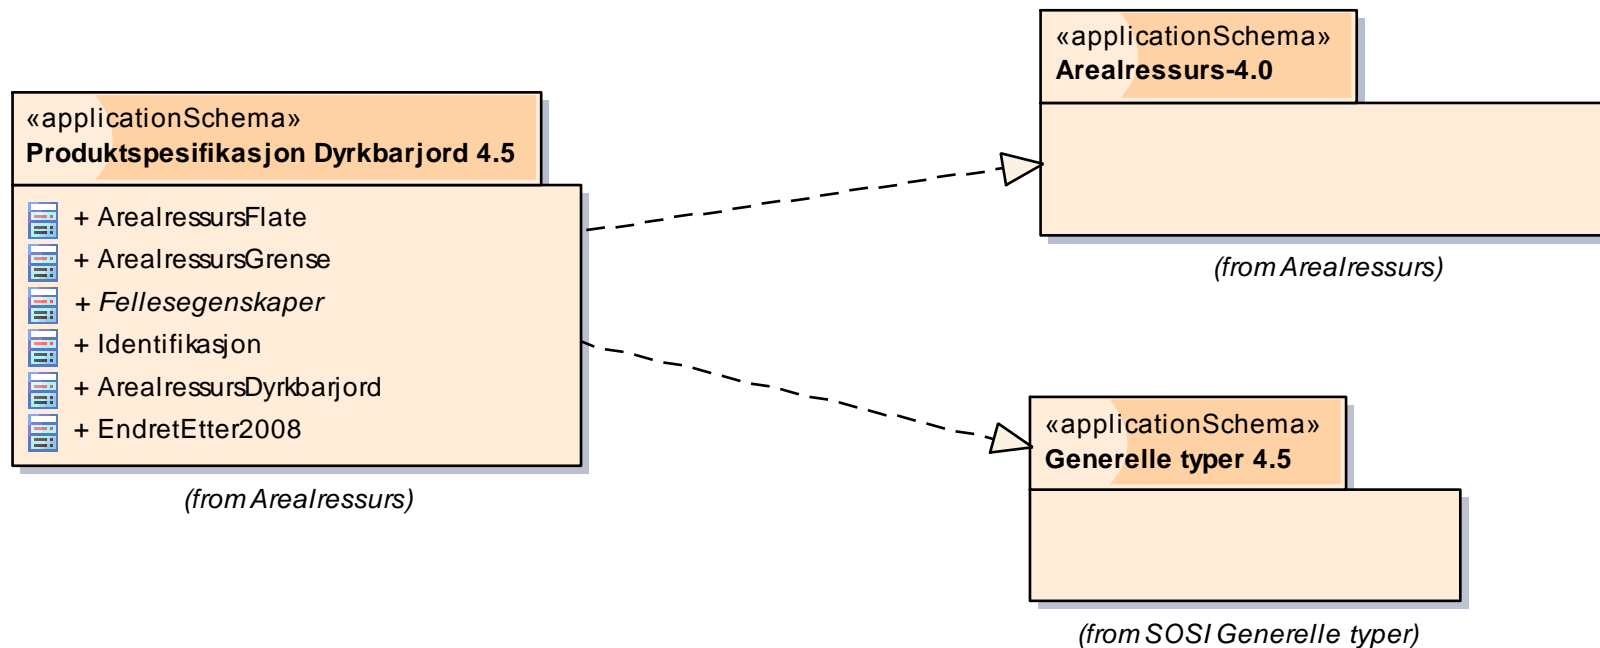 «applicationSchema»
Produktspesifikasjon Dyrkbarjord 4.5
+ ArealressursFlate
+ ArealressursGrense
+ Fellesegenskaper
+ Identifikasjon
+ ArealressursDyrkbarjord
+ EndretEtter2008
(from Arealressurs)
«applicationSchema»
Arealressurs-4.0
(from Arealressurs)
«applicationSchema»
Generelle typer 4.5
(from SOSI Generelle typer)